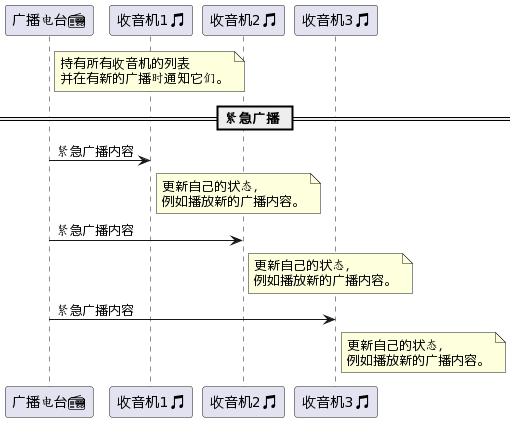 广播电台📻 收音机1🎵 收音机2🎵 收音机3🎵
持有所有收音机的列表
并在有新的广播时通知它们。
紧急广播
紧急广播内容
更新自己的状态，
例如播放新的广播内容。
紧急广播内容
更新自己的状态，
例如播放新的广播内容。
紧急广播内容
更新自己的状态，
例如播放新的广播内容。
广播电台📻 收音机1🎵 收音机2🎵 收音机3🎵